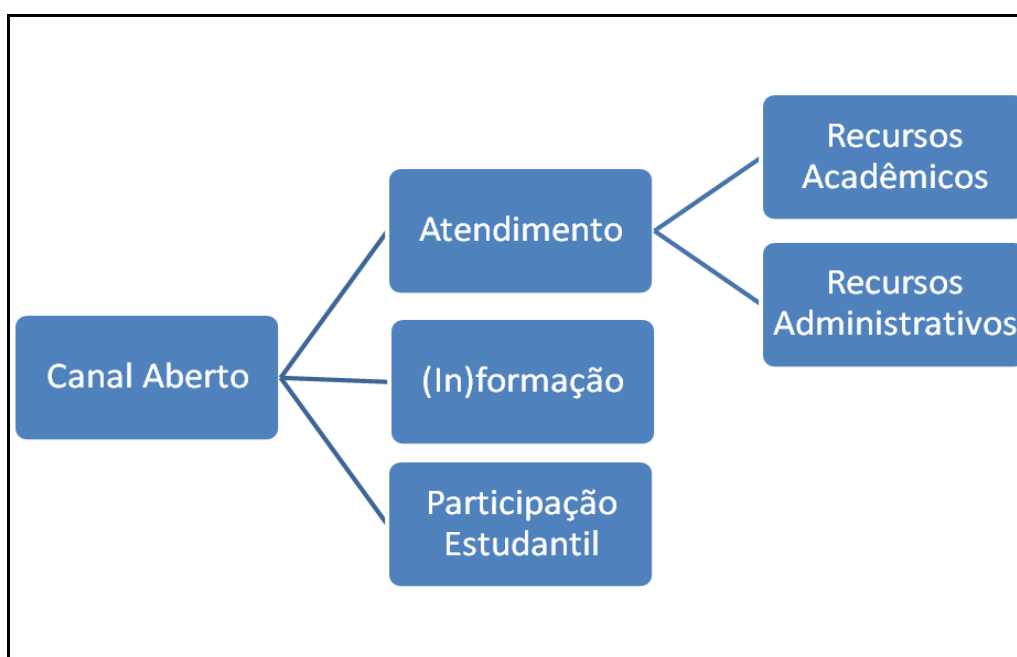 Canal Aberto
Atendimento
(In)formação
Participação
Estudantil
Recursos
Acadêmicos
Recursos
Administrativos